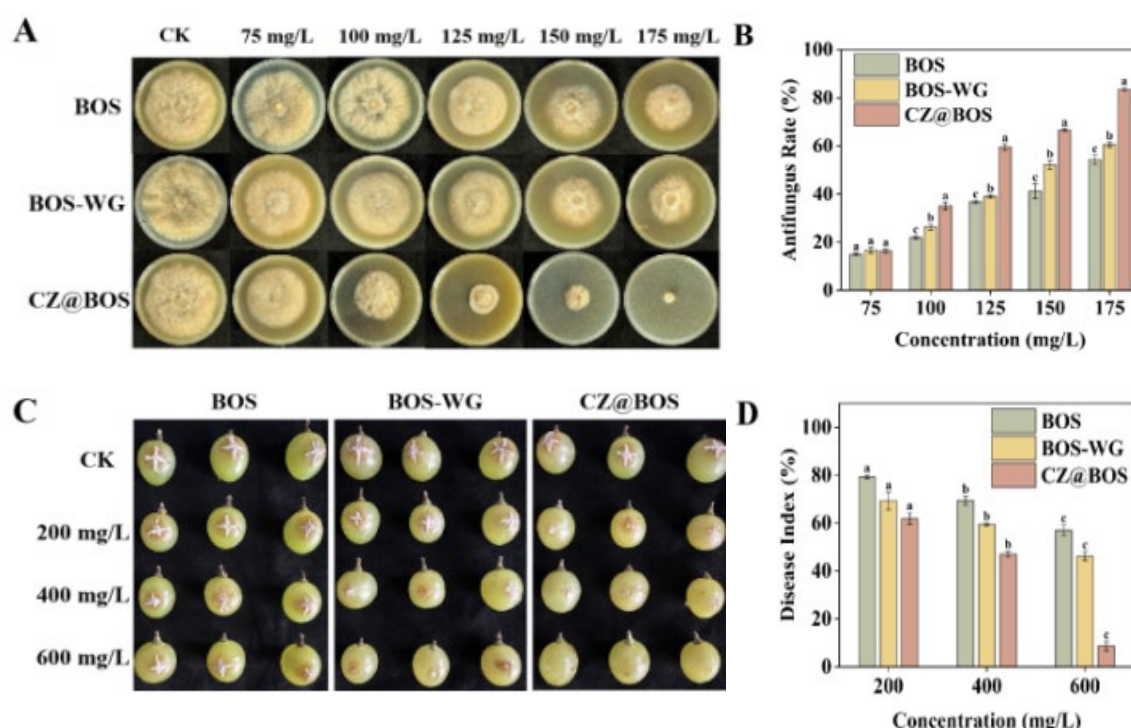 A
CK 75 mg/L 100 mg/L 125 mg/L 150 mg/L 175 mg/L
BOS
BOS-WG
CZ@BOS
B
Antifungus Rate (%)
100
80
60
40
20
0
BOS
BOS-WG
CZ@BOS
a a a
c b a
c b a
c b a
c b a
75 100 125 150 175
Concentration (mg/L)
C
BOS BOS-WG CZ@BOS
CK
200 mg/L
400 mg/L
600 mg/L
D
Disease Index (%)
100
80
60
40
20
0
BOS
BOS-WG
CZ@BOS
a a a
b b b
c c c
200 400 600
Concentration (mg/L)